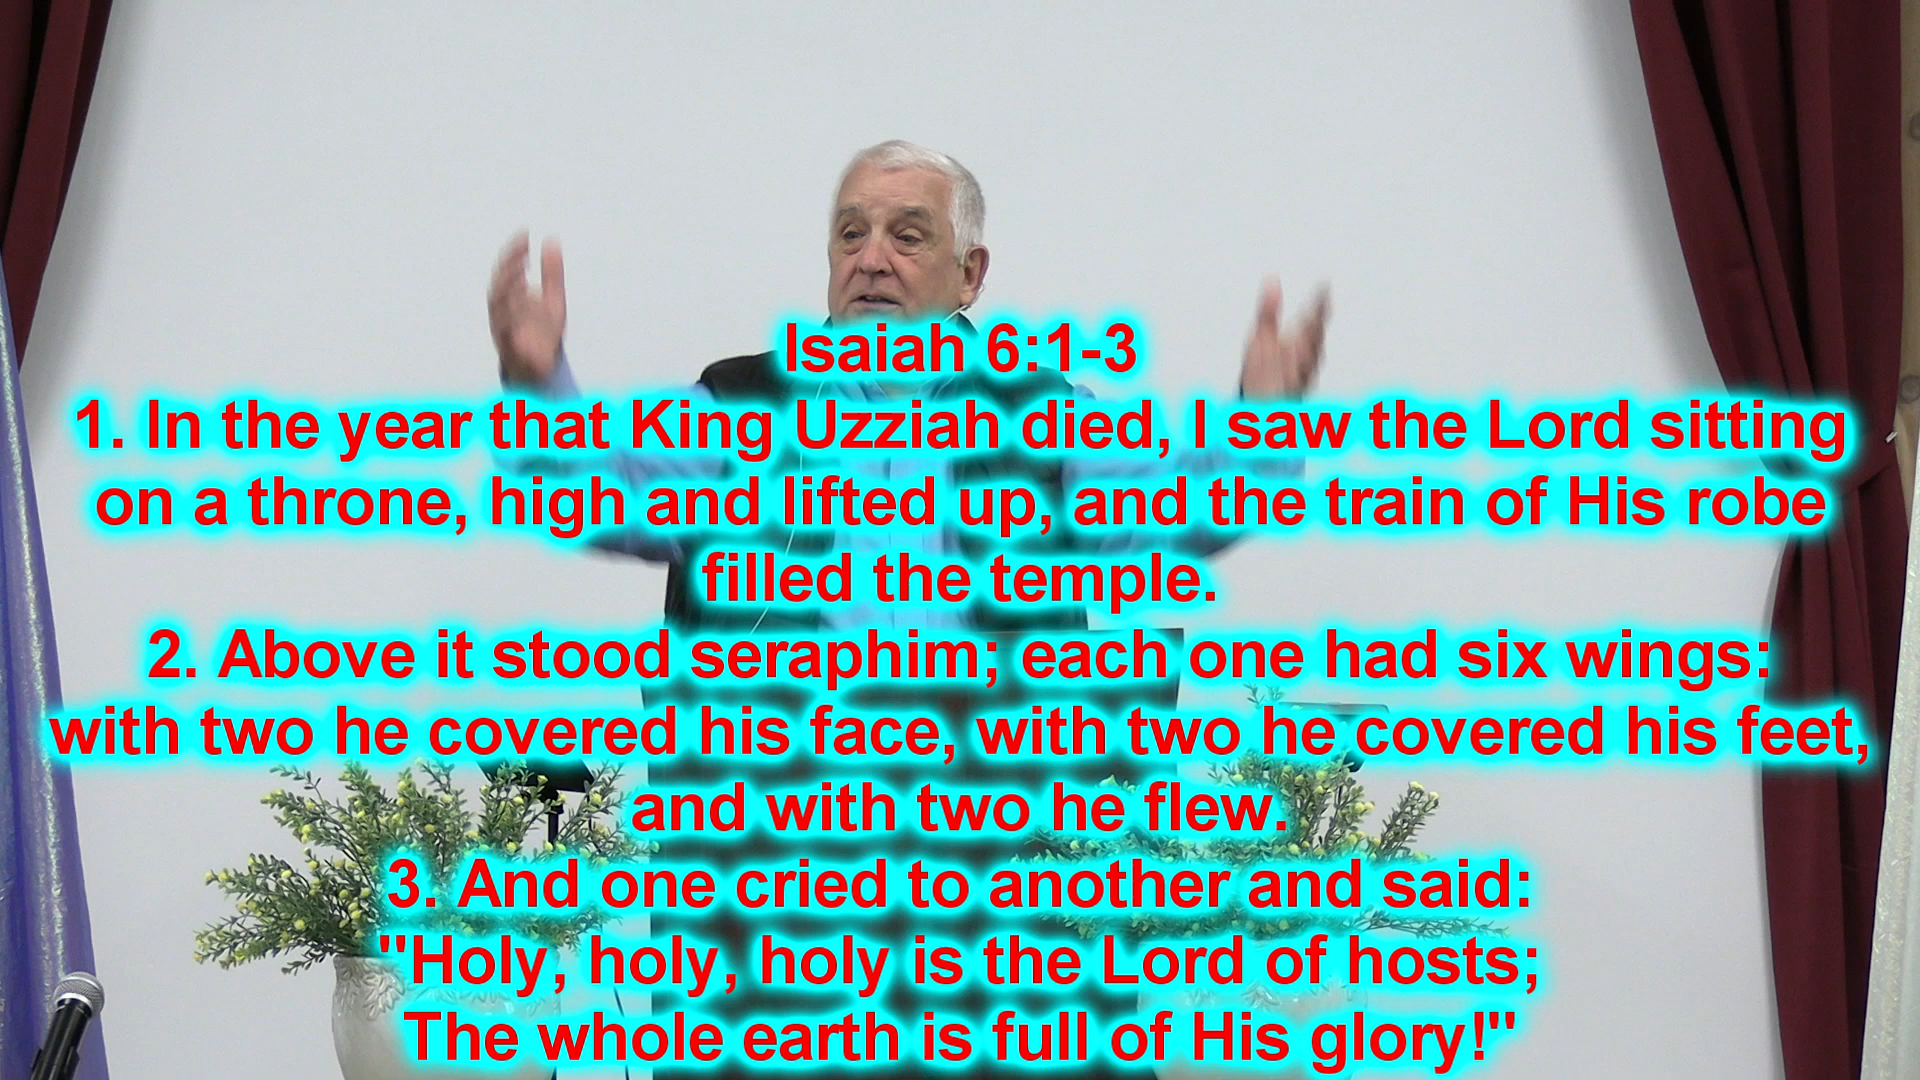 Isaiah 6:1-3
1. In the year that King Uzziah died, I saw the Lord sitting
on a throne, high and lifted up, and the train of His robe
filled the temple.
2. Above it stood seraphim; each one had six wings:
with two he covered his face, with two he covered his feet,
and with two he flew.
3. And one cried to another and said:
"Holy, holy, holy is the Lord of hosts;
The whole earth is full of His glory!"